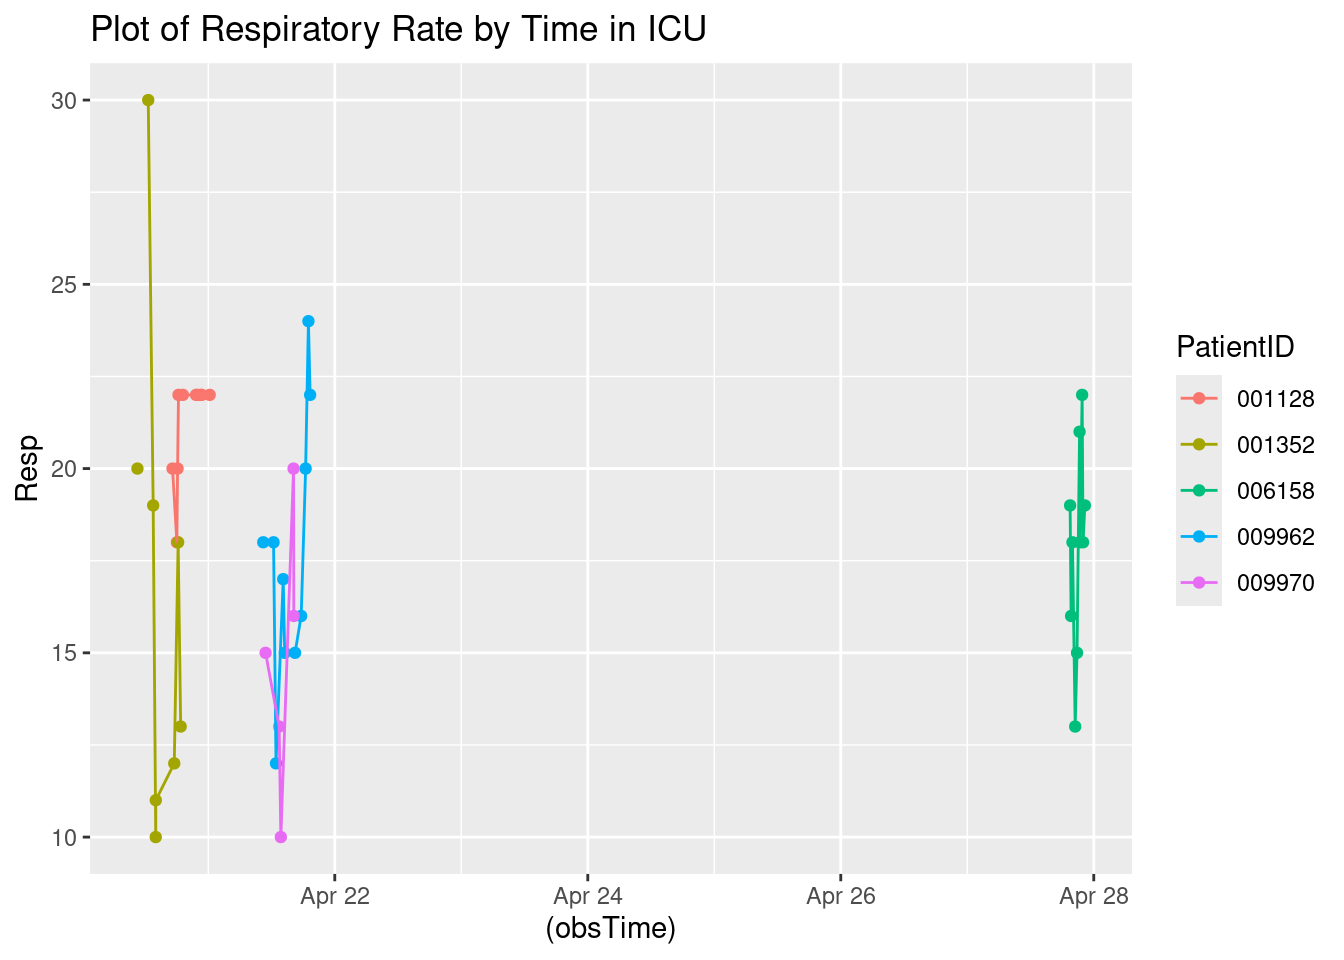 Plot of Respiratory Rate by Time in ICU
30
25
20
15
10
Resp
Apr 22
Apr 24
Apr 26
Apr 28
(obsTime)
PatientID
001128
001352
006158
009962
009970